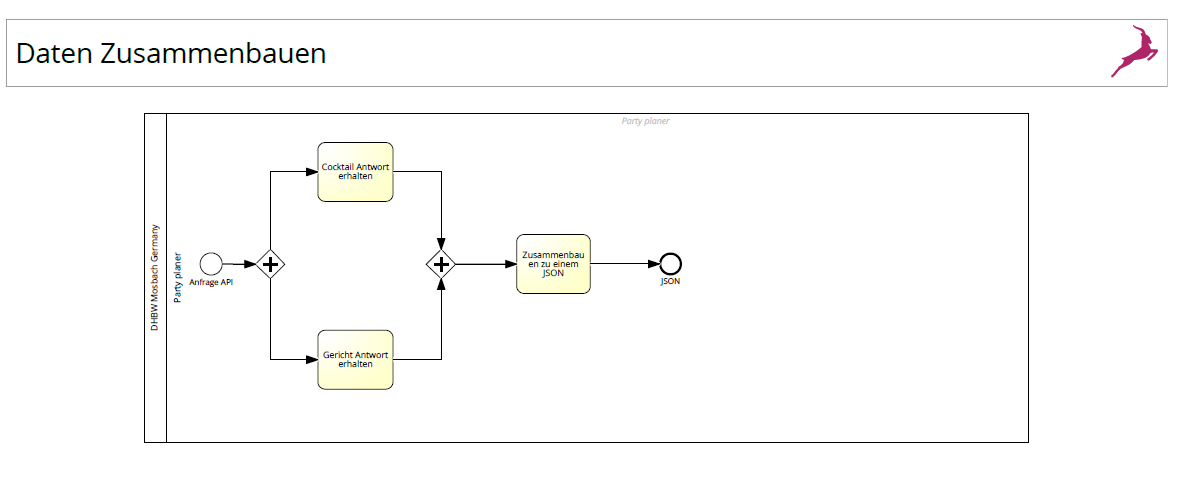 Daten Zusammenbauen
Party planer
DHBW Mosbach Germany
Party planer
Anfrage API
Cocktail Antwort
erhalten
Gericht Antwort
erhalten
Zusammenbau
en zu einem
JSON
JSON